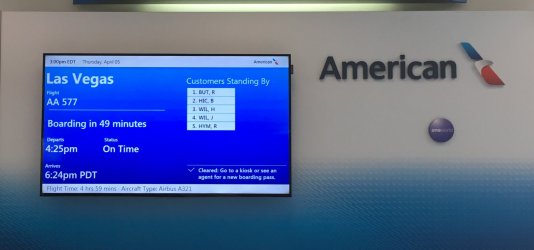 3:00pm EDT Thursday, April 05 American
Las Vegas
Flight
AA 577
Boarding in 49 minutes
Departs Status
4:25pm On Time
Arrives
6:24pm PDT
Customers Standing By
1. BUT, R
2. HIC, B
3. WIL, H
4. WIL, J
5. HYM, R
✓ Cleared: Go to a kiosk or see an
agent for a new boarding pass.
Flight Time: 4 hrs 59 mins - Aircraft Type: Airbus A321
American
oneworld